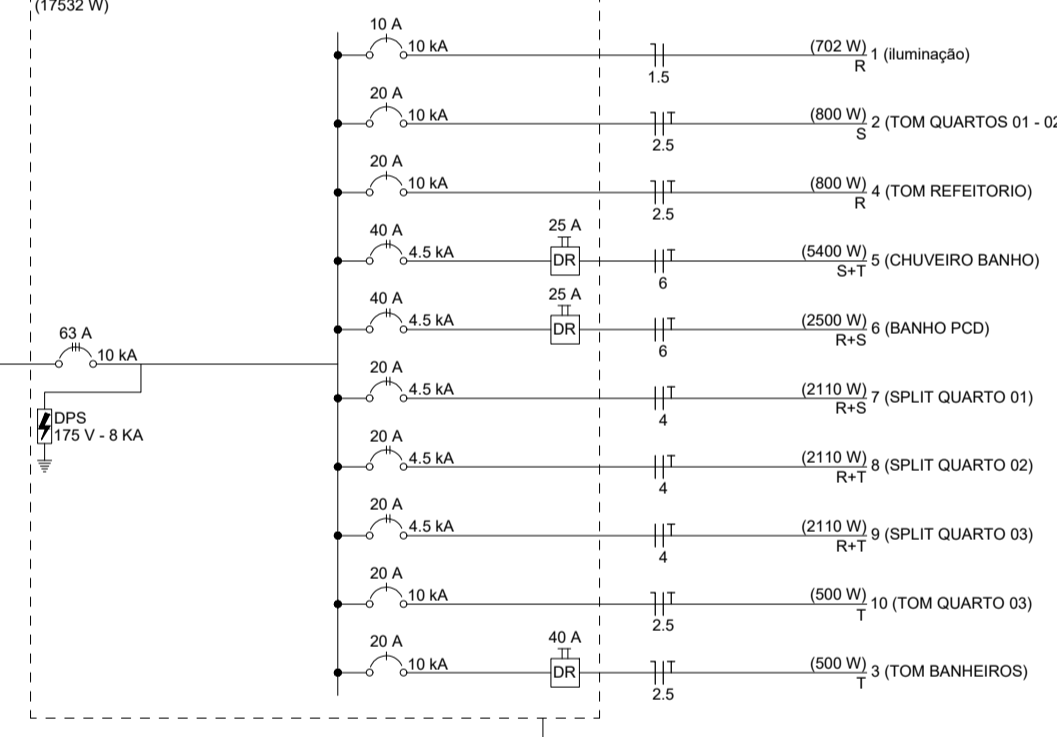 (17532 W)
10 A
10 kA
1.5
(702 W)
R
1 (iluminação)
20 A
10 kA
T
2.5
(800 W)
S
2 (TOM QUARTOS 01 - 02
20 A
10 kA
T
2.5
(800 W)
R
4 (TOM REFEITORIO)
40 A
4.5 kA
25 A
DR
T
6
(5400 W)
S+T
5 (CHUVEIRO BANHO)
40 A
4.5 kA
25 A
DR
T
6
(2500 W)
R+S
6 (BANHO PCD)
63 A
10 kA
DPS
175 V - 8 KA
20 A
4.5 kA
T
4
(2110 W)
R+S
7 (SPLIT QUARTO 01)
20 A
4.5 kA
T
4
(2110 W)
R+T
8 (SPLIT QUARTO 02)
20 A
4.5 kA
T
4
(2110 W)
R+T
9 (SPLIT QUARTO 03)
20 A
10 kA
T
2.5
(500 W)
T
10 (TOM QUARTO 03)
20 A
10 kA
40 A
DR
T
2.5
(500 W)
T
3 (TOM BANHEIROS)